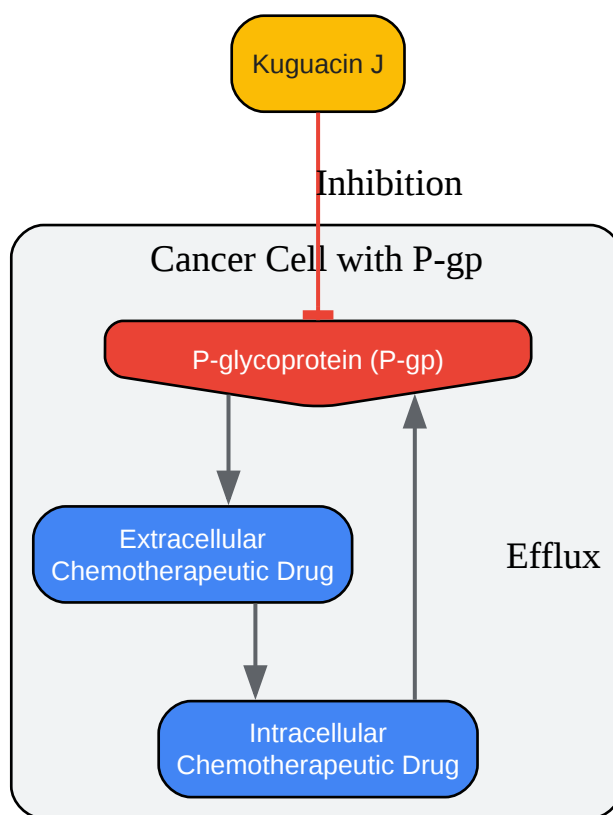 Kuguacin J
Inhibition
Cancer Cell with P-gp
P-glycoprotein (P-gp)
Extracellular
Chemotherapeutic Drug
Efflux
Intracellular
Chemotherapeutic Drug